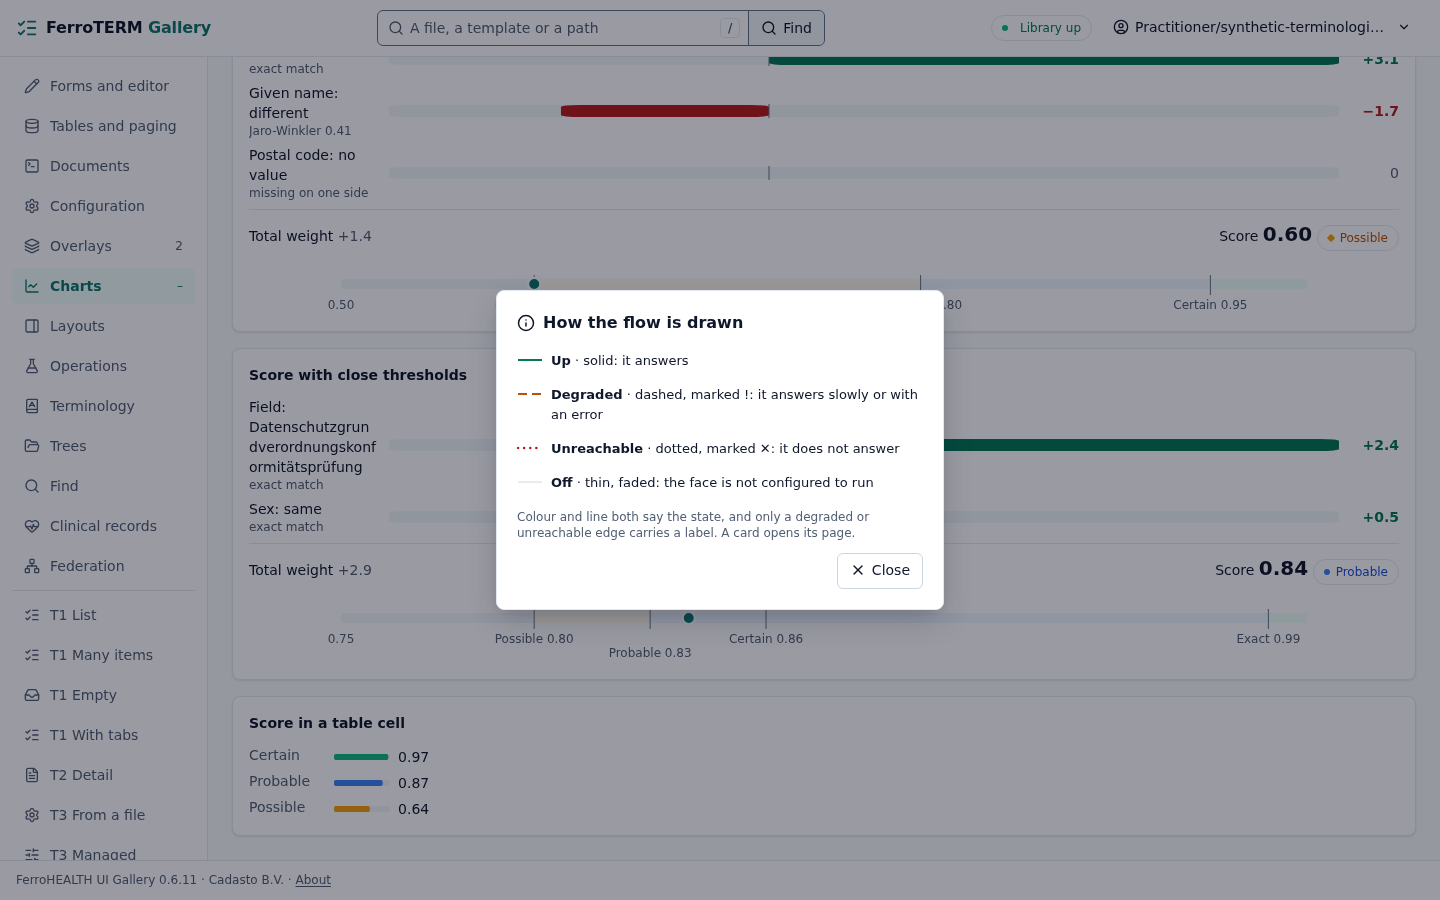 FerroTERM Gallery
A file, a template or a path
/
Find
Library up
Practitioner/synthetic-terminologi…
Forms and editor
Tables and paging
Documents
Configuration
Overlays 2
Charts –
Layouts
Operations
Terminology
Trees
Find
Clinical records
Federation
T1 List
T1 Many items
T1 Empty
T1 With tabs
T2 Detail
T3 From a file
T3 Managed
exact match
+3.1
Given name:
different
Jaro-Winkler 0.41
−1.7
Postal code: no
value
missing on one side
0
Total weight +1.4
Score 0.60 Possible
0.50
.80
Certain 0.95
Score with close thresholds
Field:
Datenschutzgrun
dverordnungskonf
ormitätsprüfung
exact match
+2.4
Sex: same
exact match
+0.5
Total weight +2.9
Score 0.84 Probable
0.75
Possible 0.80
Probable 0.83
Certain 0.86
Exact 0.99
Score in a table cell
Certain 0.97
Probable 0.87
Possible 0.64
How the flow is drawn
Up · solid: it answers
Degraded · dashed, marked !: it answers slowly or with
an error
Unreachable · dotted, marked ✕: it does not answer
Off · thin, faded: the face is not configured to run
Colour and line both say the state, and only a degraded or
unreachable edge carries a label. A card opens its page.
Close
FerroHEALTH UI Gallery 0.6.11 · Cadasto B.V. · About